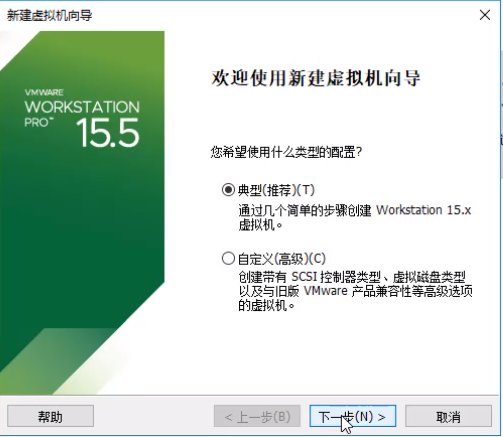 新建虚拟机向导
VMWARE
WORKSTATION
PRO™
15.5
欢迎使用新建虚拟机向导
您希望使用什么类型的配置?
典型(推荐)(T)
通过几个简单的步骤创建 Workstation 15.x
虚拟机。
自定义(高级)(C)
创建带有 SCSI 控制器类型、虚拟磁盘类型
以及与旧版 VMware 产品兼容性等高级选项
的虚拟机。
帮助
< 上一步(B)
下一步(N) >
取消